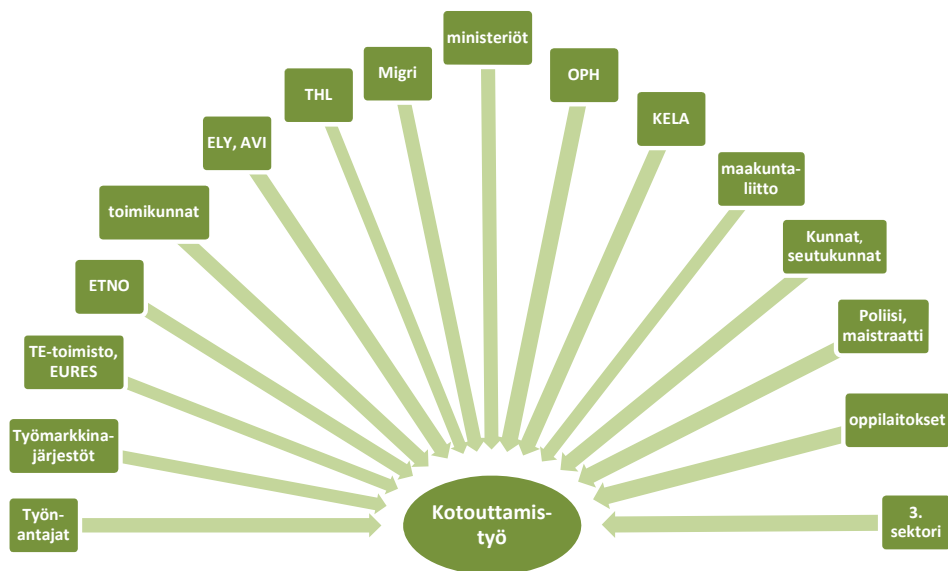 ministeriöt
Migri
OPH
THL
KELA
ELY, AVI
maakunta-
liitto
toimikunnat
Kunnat,
seutukunnat
ETNO
Poliisi,
maistraatti
TE-toimisto,
EURES
oppilaitokset
Työmarkkina-
järjestöt
Työn-
antajat
Kotouttamis-
työ
3.
sektori